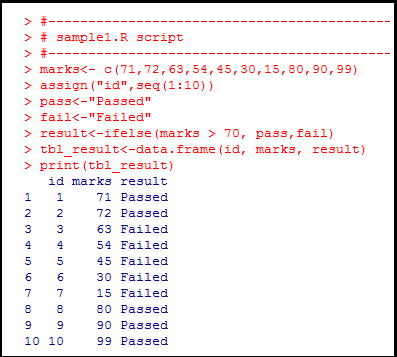 > #----------------------------------------
> # sample1.R script
> #----------------------------------------
> marks<- c(71,72,63,54,45,30,15,80,90,99)
> assign("id",seq(1:10))
> pass<-"Passed"
> fail<-"Failed"
> result<-ifelse(marks > 70, pass,fail)
> tbl_result<-data.frame(id, marks, result)
> print(tbl_result)
   id marks result
1   1    71 Passed
2   2    72 Passed
3   3    63 Failed
4   4    54 Failed
5   5    45 Failed
6   6    30 Failed
7   7    15 Failed
8   8    80 Passed
9   9    90 Passed
10 10    99 Passed